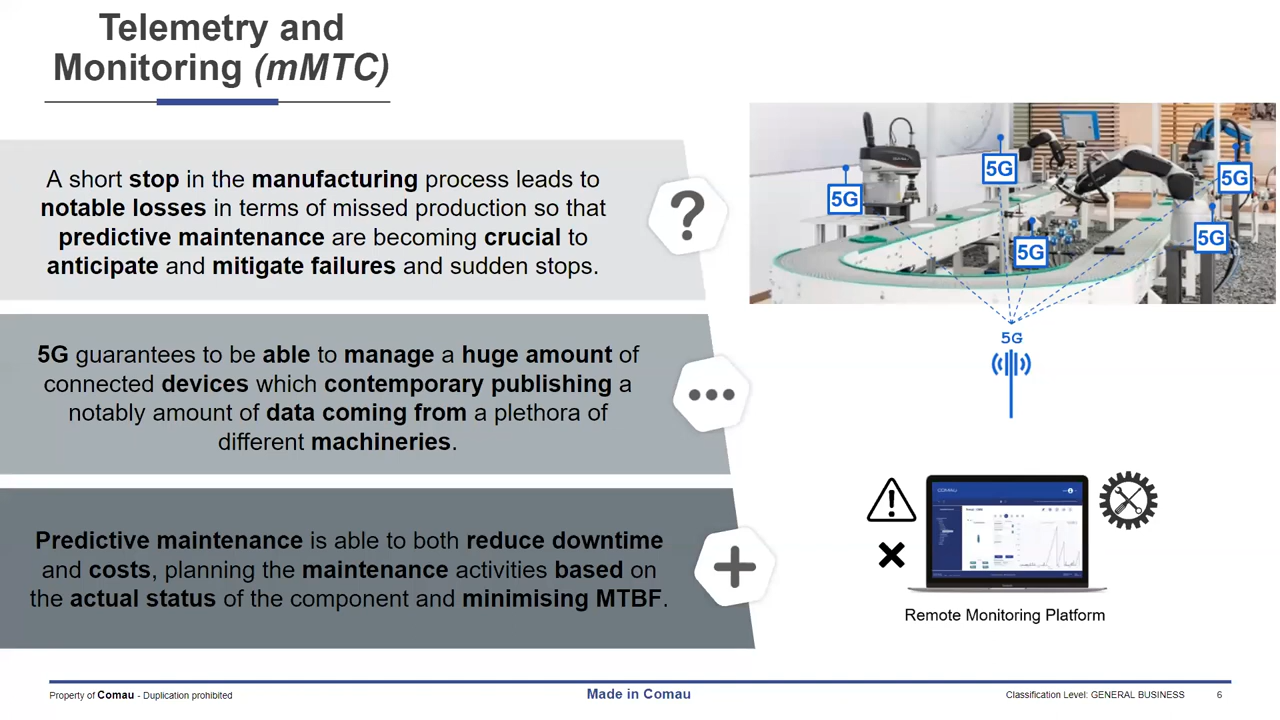 Telemetry and
Monitoring (mMTC)
A short stop in the manufacturing process leads to
notable losses in terms of missed production so that
predictive maintenance are becoming crucial to
anticipate and mitigate failures and sudden stops.
?
5G guarantees to be able to manage a huge amount of
connected devices which contemporary publishing a
notably amount of data coming from a plethora of
different machineries.
Predictive maintenance is able to both reduce downtime
and costs, planning the maintenance activities based on
the actual status of the component and minimising MTBF.
5G
5G
5G
5G
5G
5G
COMAU
Remote Monitoring Platform
Property of Comau - Duplication prohibited
Made in Comau
Classification Level: GENERAL BUSINESS
6